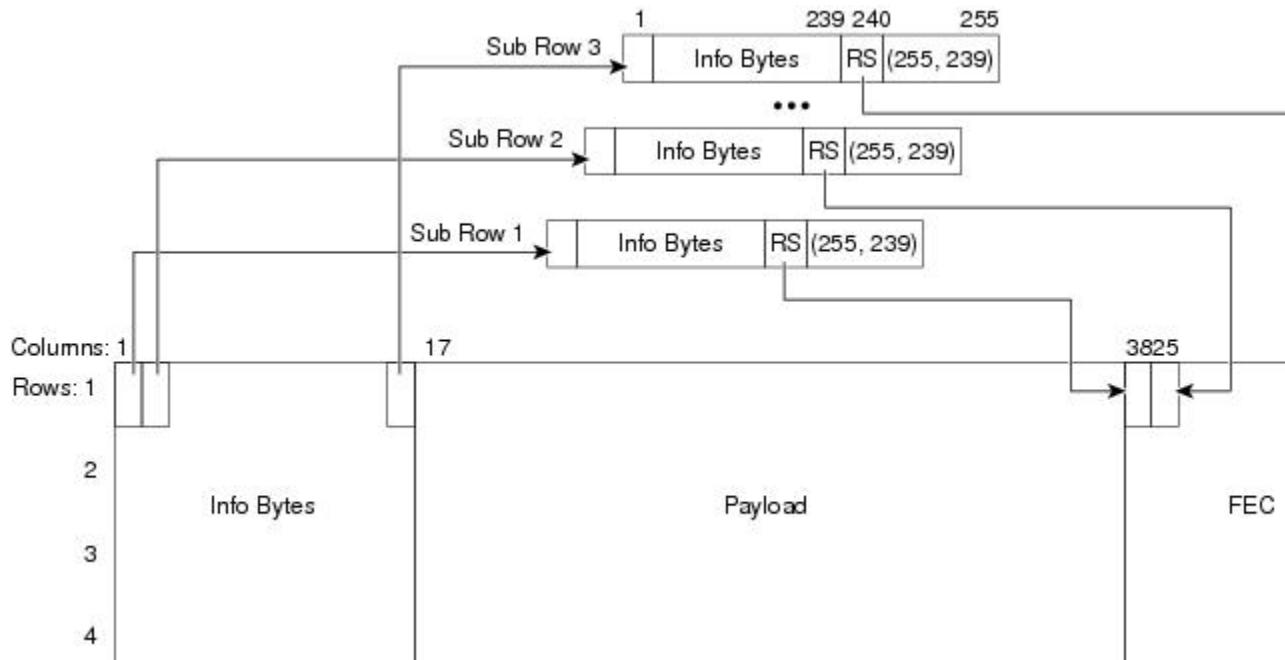 1 239 240 255
Sub Row 3
Info Bytes RS (255, 239)
•••
Sub Row 2
Info Bytes RS (255, 239)
Sub Row 1
Info Bytes RS (255, 239)
Columns: 1 17 3825
Rows: 1
2
Info Bytes Payload FEC
3
4